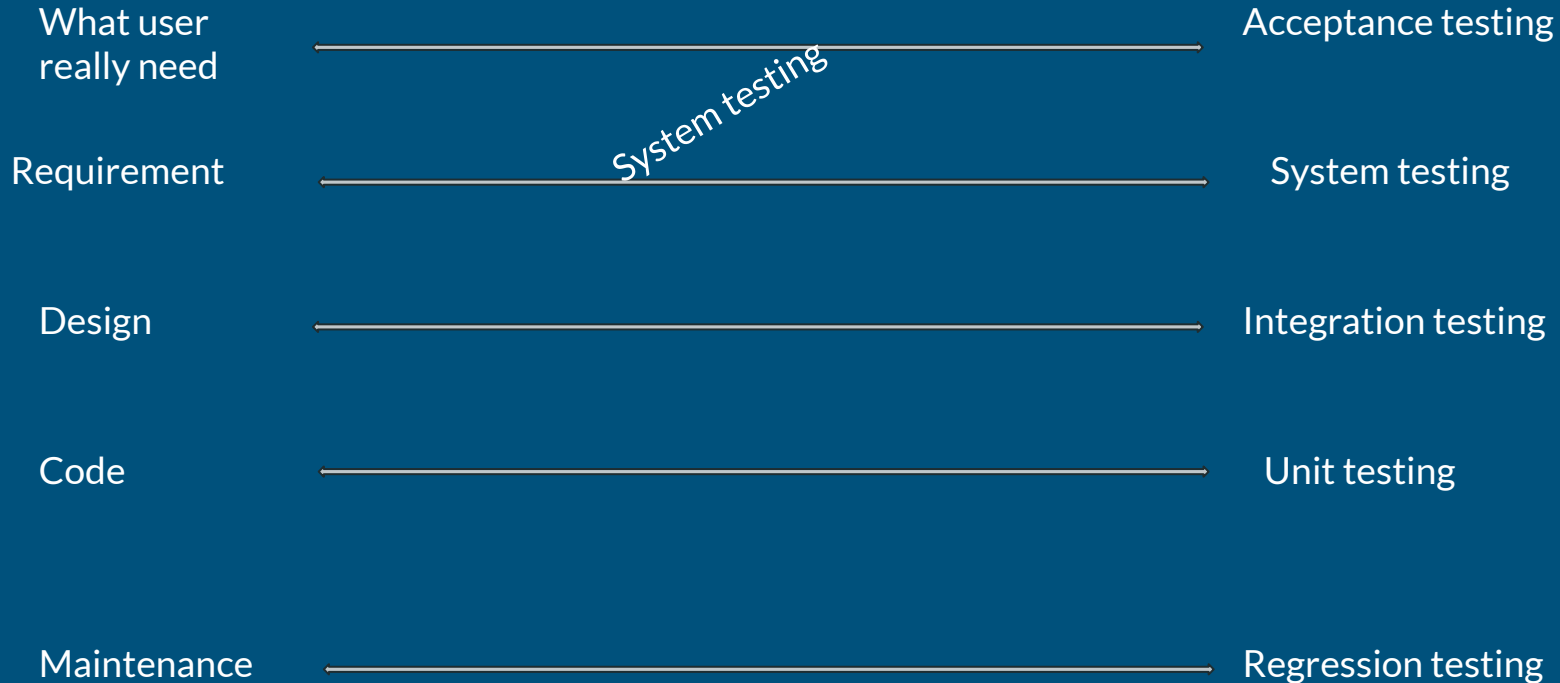 What user
really need
Acceptance testing
System testing
Requirement
System testing
Design
Integration testing
Code
Unit testing
Maintenance
Regression testing